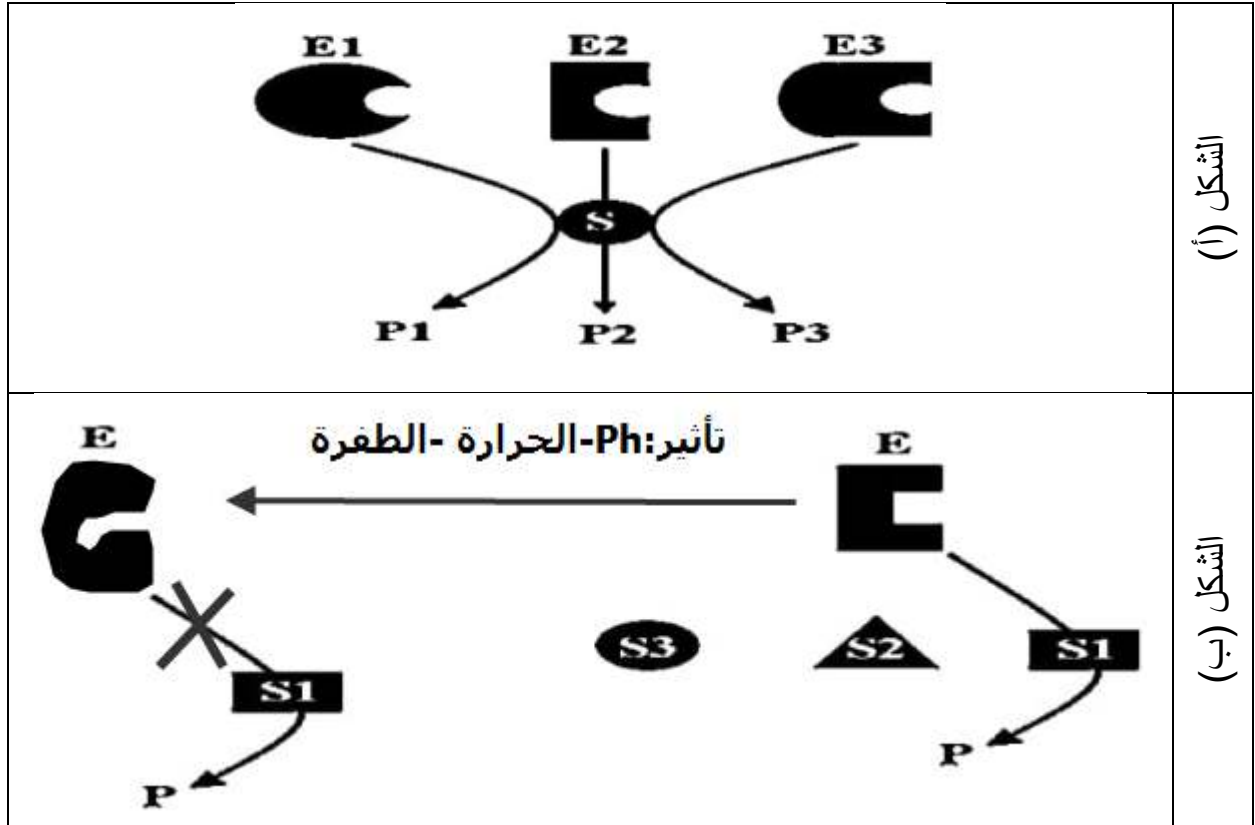 E1 E2 E3
S
P1 P2 P3
الشكل (أ)
تأثير:Ph-الحرارة -الطفرة
E
E
S1
S2
S3
S1
P
P
الشكل (ب)